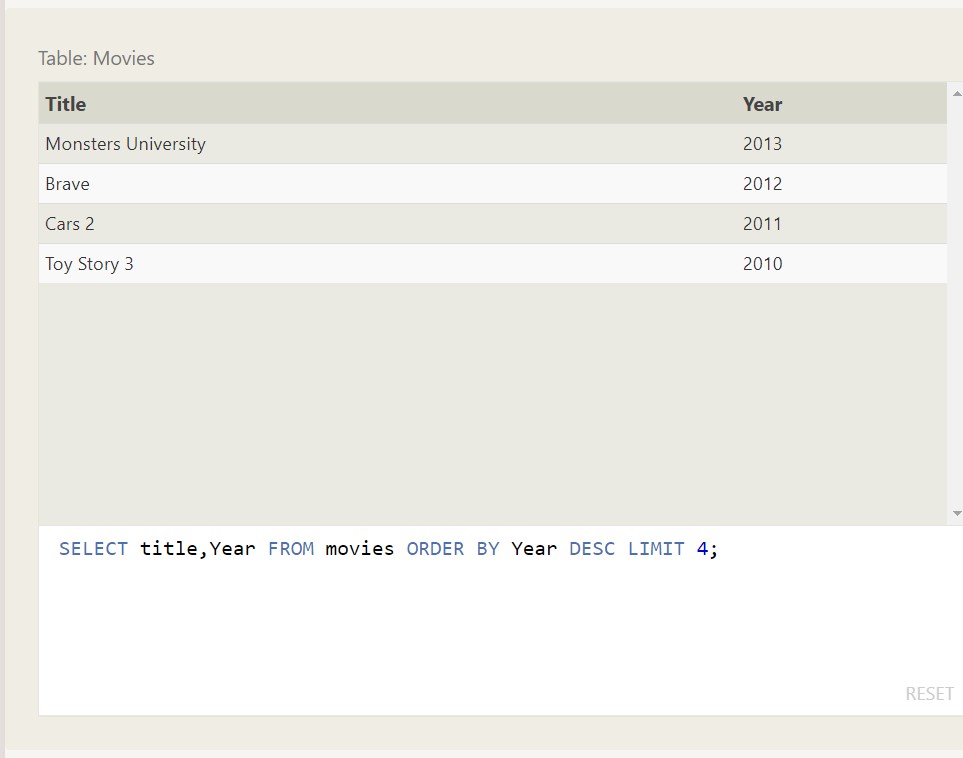 Table: Movies
Title Year
Monsters University 2013
Brave 2012
Cars 2 2011
Toy Story 3 2010
SELECT title,Year FROM movies ORDER BY Year DESC LIMIT 4;
RESET